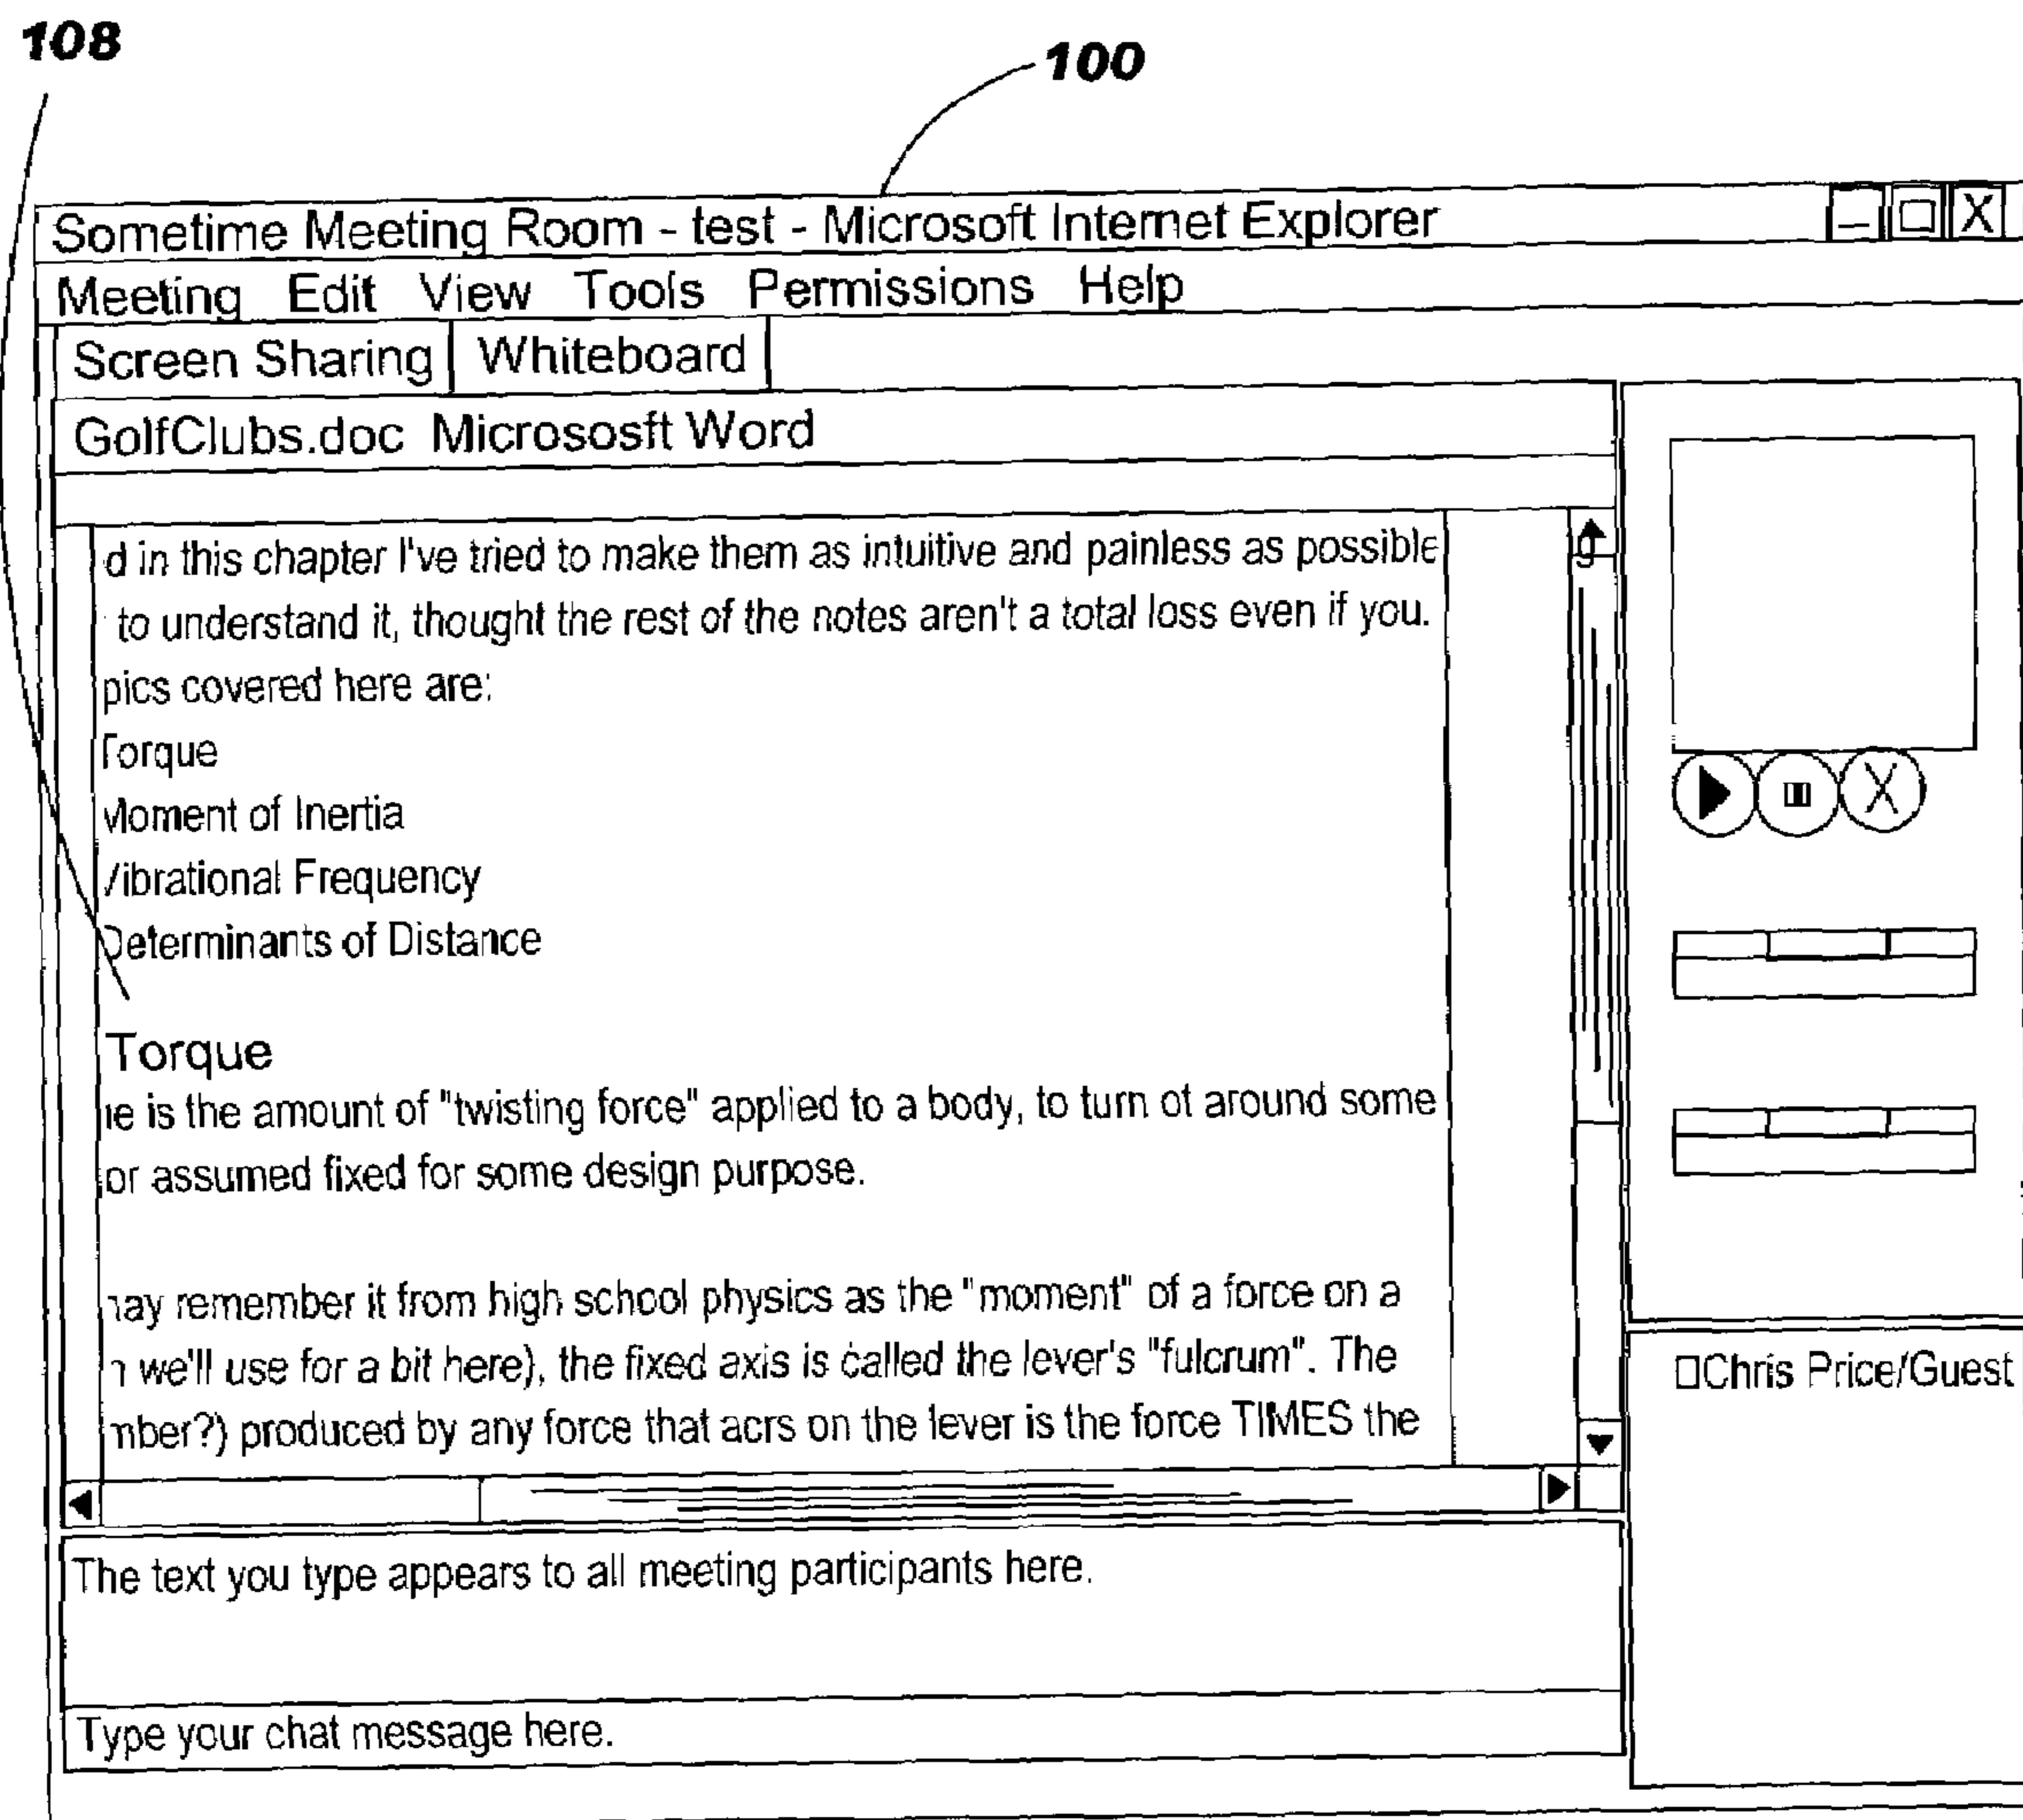 108
100
Sometime Meeting Room - test - Microsoft Internet Explorer
Meeting Edit View Tools Permissions Help
Screen Sharing Whiteboard
GolfClubs.doc Micrososft Word
d in this chapter I've tried to make them as intuitive and painless as possible
to understand it, thought the rest of the notes aren't a total loss even if you.
pics covered here are:
Torque
Moment of Inertia
Vibrational Frequency
Determinants of Distance
Torque
ie is the amount of "twisting force" applied to a body, to turn ot around some
or assumed fixed for some design purpose.
nay remember it from high school physics as the "moment" of a force on a
n we'll use for a bit here), the fixed axis is called the lever's "fulcrum". The
mber?) produced by any force that acrs on the lever is the force TIMES the
Chris Price/Guest
The text you type appears to all meeting participants here.
Type your chat message here.